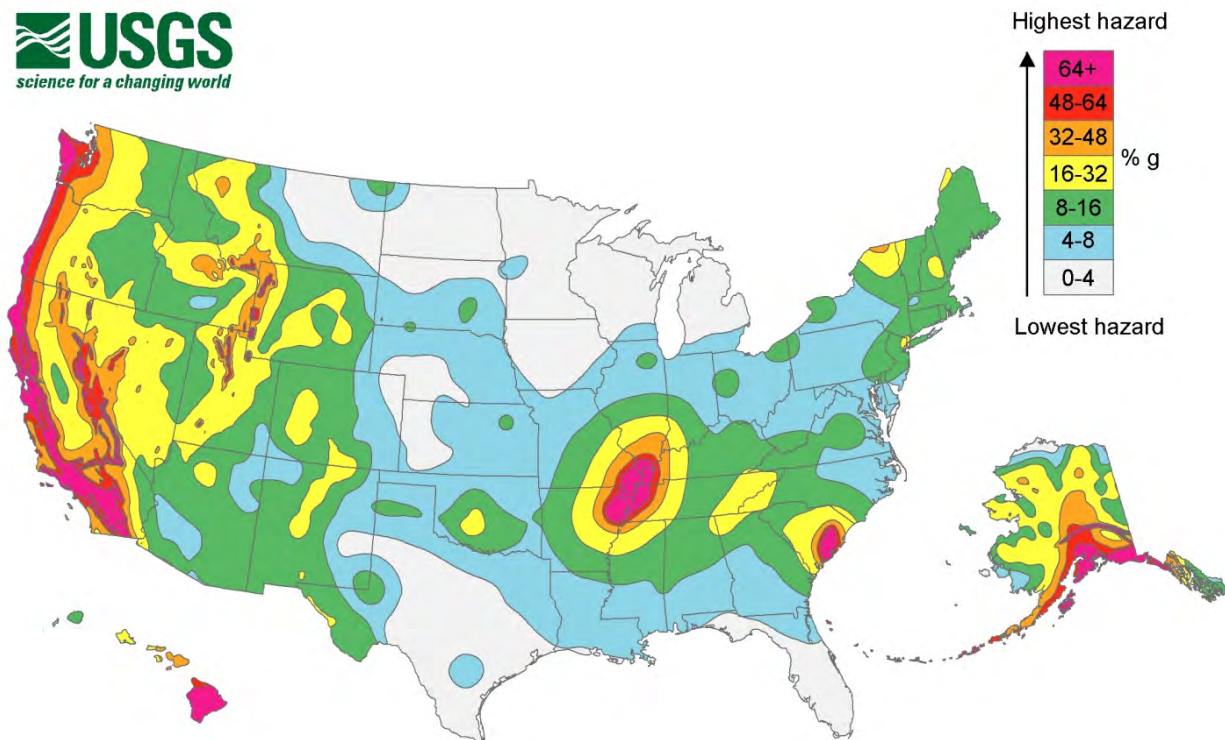 USGS
science for a changing world
Highest hazard
64+
48-64
32-48
16-32
8-16
4-8
0-4
% g
Lowest hazard